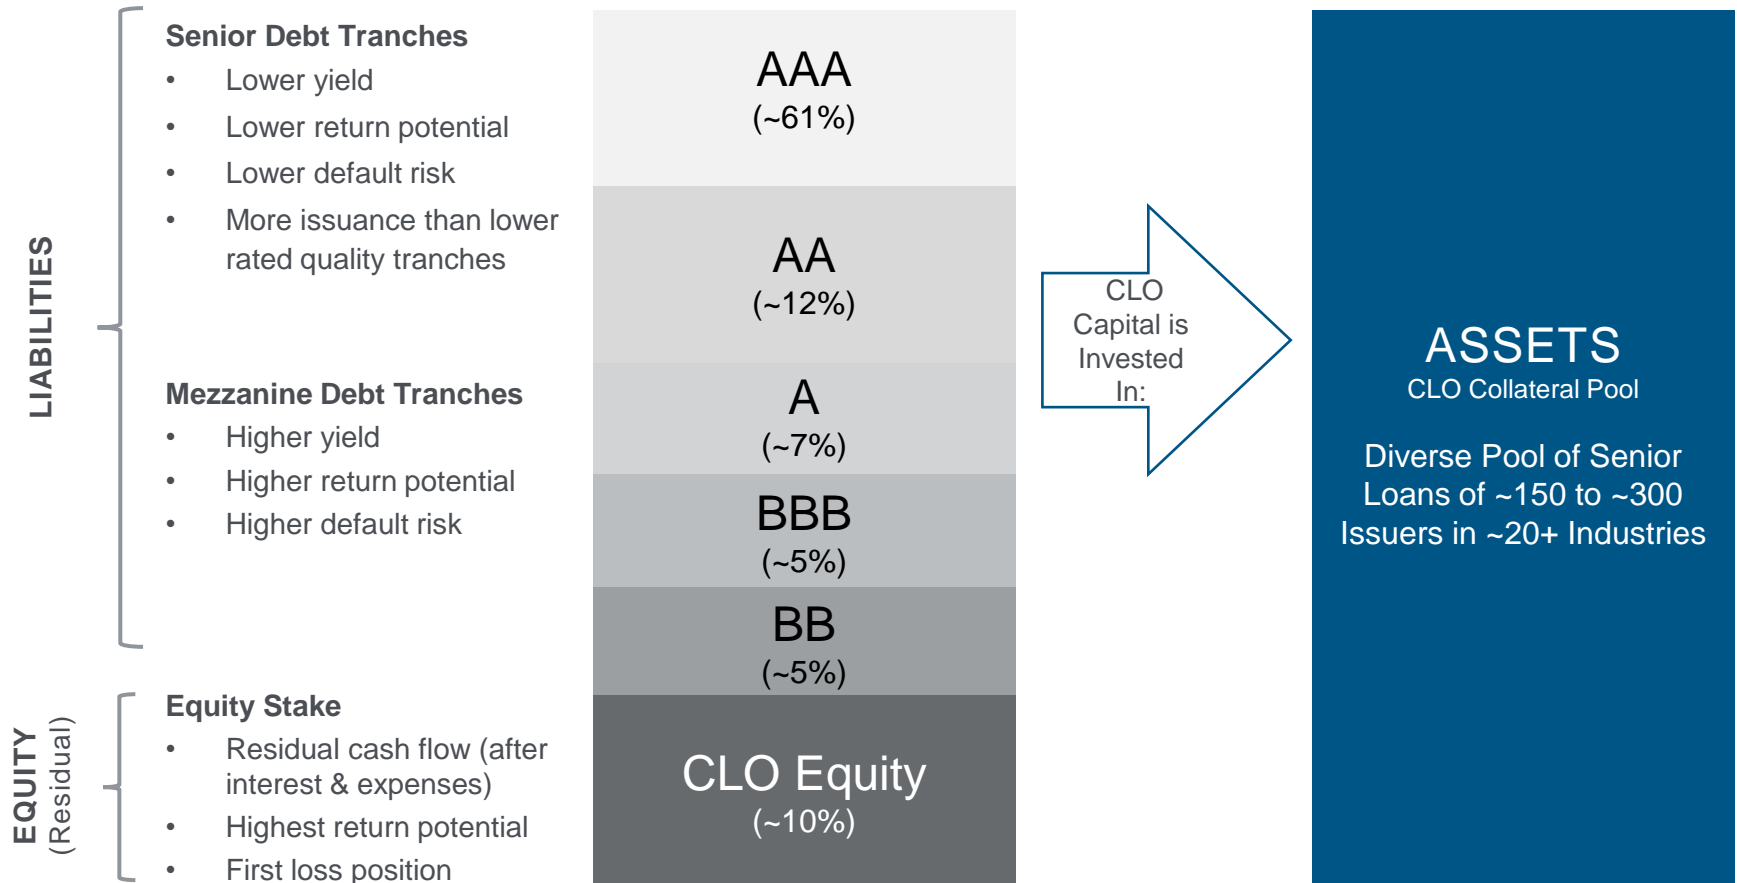 LIABILITIES
Senior Debt Tranches
• Lower yield
• Lower return potential
• Lower default risk
• More issuance than lower
rated quality tranches
Mezzanine Debt Tranches
• Higher yield
• Higher return potential
• Higher default risk
EQUITY
(Residual)
Equity Stake
• Residual cash flow (after
interest & expenses)
• Highest return potential
• First loss position
AAA
(~61%)
AA
(~12%)
A
(~7%)
BBB
(~5%)
BB
(~5%)
CLO Equity
(~10%)
CLO
Capital is
Invested
In:
ASSETS
CLO Collateral Pool
Diverse Pool of Senior
Loans of ~150 to ~300
Issuers in ~20+ Industries